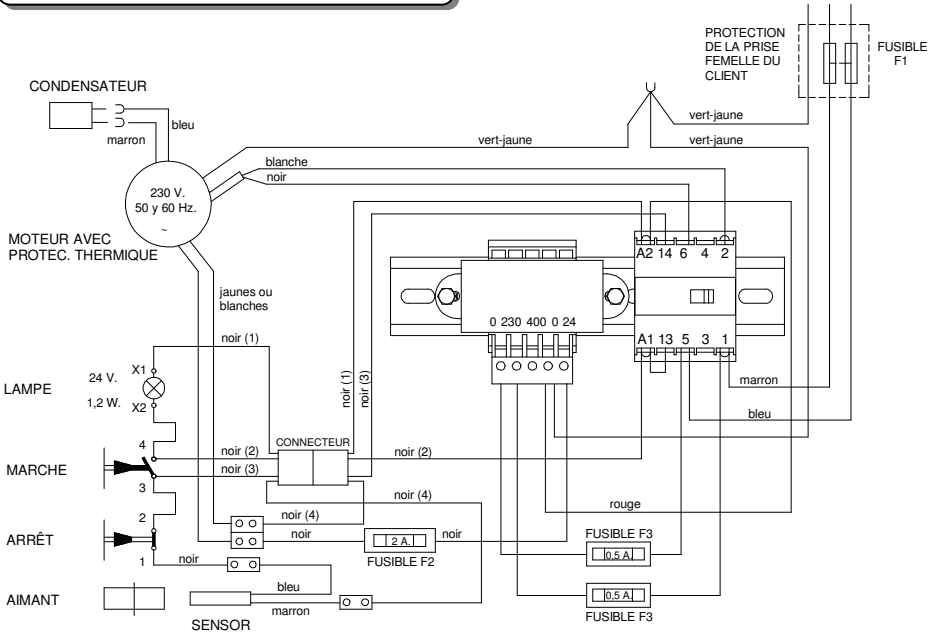 PROTECTION
DE LA PRISE
FEMELLE DU
CLIENT
FUSIBLE
F1
CONDENSATEUR
bleu
marron
vert-jaune
vert-jaune
vert-jaune
blanche
noir
230 V.
50 y 60 Hz.
~
MOTEUR AVEC
PROTEC. THERMIQUE
A2 14 6 4 2
jaunes ou
blanches
0 230 400 0 24
A1 13 5 3 1
noir (1)
noir (1)
noir (3)
marron
bleu
LAMPE
24 V.
1,2 W.
X1
X2
CONNECTEUR
MARCHE
4
3
noir (2)
noir (3)
noir (2)
noir (4)
noir (4)
rouge
ARRÊT
2
1
noir
2 A.
noir
FUSIBLE F2
FUSIBLE F3
0,5 A.
noir
bleu
marron
AIMANT
SENSOR
0,5 A.
FUSIBLE F3